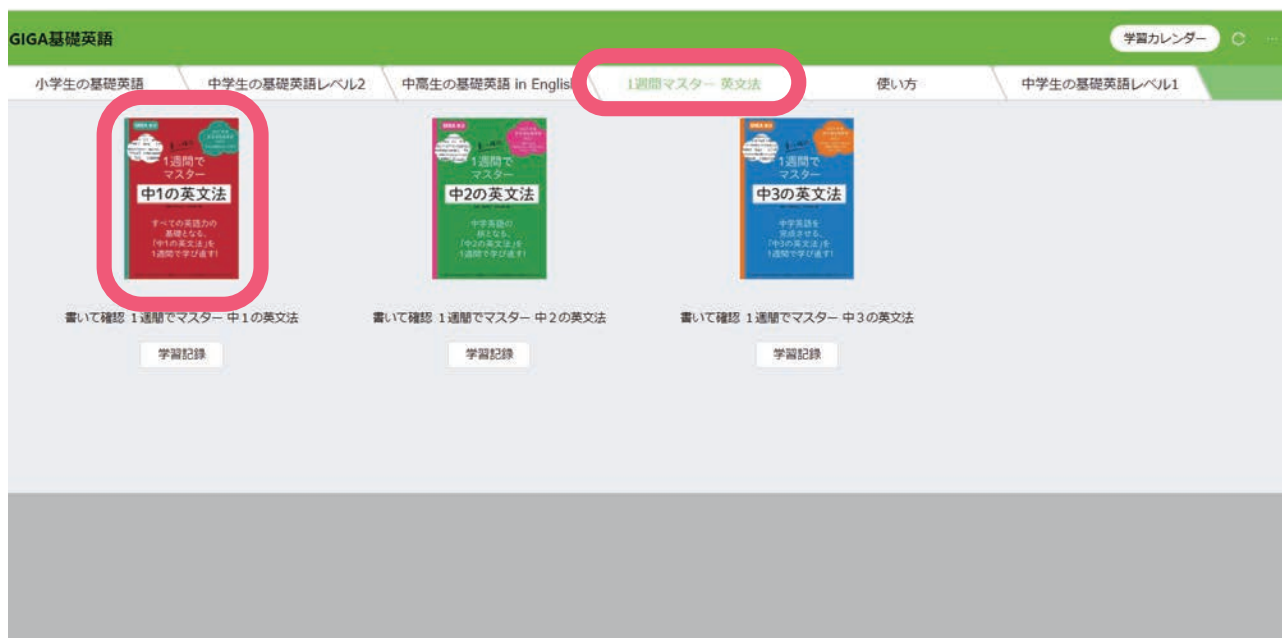 GIGA基礎英語
学習カレンダー
小学生の基礎英語
中学生の基礎英語レベル2
中高生の基礎英語 in Englis
1週間マスター 英文法
使い方
中学生の基礎英語レベル1
1週間で
マスター
中1の英文法
すべての英語力の
基礎となる、
「中1の英文法」を
1週間で学び直す!
1週間で
マスター
中2の英文法
中学英語の
核となる、
「中2の英文法」を
1週間で学び直す!
1週間で
マスター
中3の英文法
中学英語を
完成させる、
「中3の英文法」を
1週間で学び直す!
書いて確認 1週間でマスター 中1の英文法
書いて確認 1週間でマスター 中2の英文法
書いて確認 1週間でマスター 中3の英文法
学習記録
学習記録
学習記録